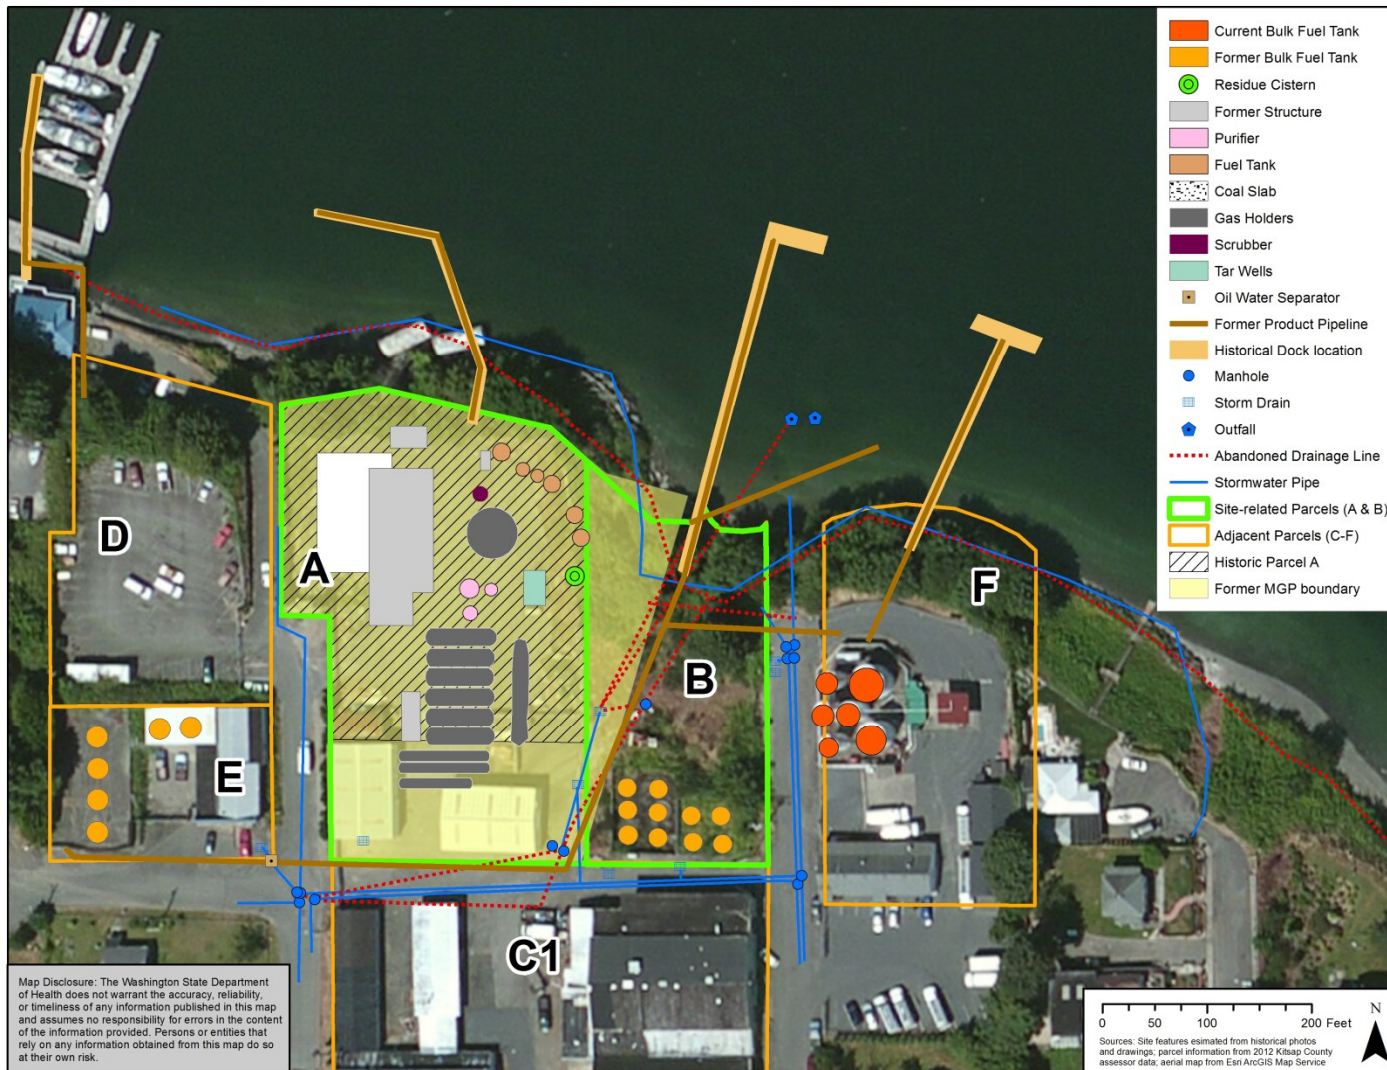 Current Bulk Fuel Tank
Former Bulk Fuel Tank
Residue Cistern
Former Structure
Purifier
Fuel Tank
Coal Slab
Gas Holders
Scrubber
Tar Wells
Oil Water Separator
Former Product Pipeline
Historical Dock location
Manhole
Storm Drain
Outfall
Abandoned Drainage Line
Stormwater Pipe
Site-related Parcels (A & B)
Adjacent Parcels (C-F)
Historic Parcel A
Former MGP boundary
D
A
F
B
E
C1
Map Disclosure: The Washington State Department
of Health does not warrant the accuracy, reliability,
or timeliness of any information published in this map
and assumes no responsibility for errors in the content
of the information provided. Persons or entities that
rely on any information obtained from this map do so
at their own risk.
0 50 100 200 Feet
N
Sources: Site features esimated from historical photos
and drawings; parcel information from 2012 Kitsap County
assessor data; aerial map from Esri ArcGIS Map Service